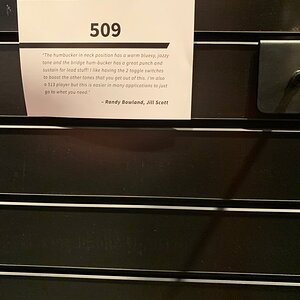 509
"The humbucker in neck position has a warm bluesy, jazzy
tone and the bridge hum-bucker has a great punch and
sustain for lead stuff! I like having the 2 toggle switches
to boost the other tones that you get out of this. I'm also
a 513 player but this is easier in many applications to just
go to what you need."
- Randy Bowland, Jill Scott